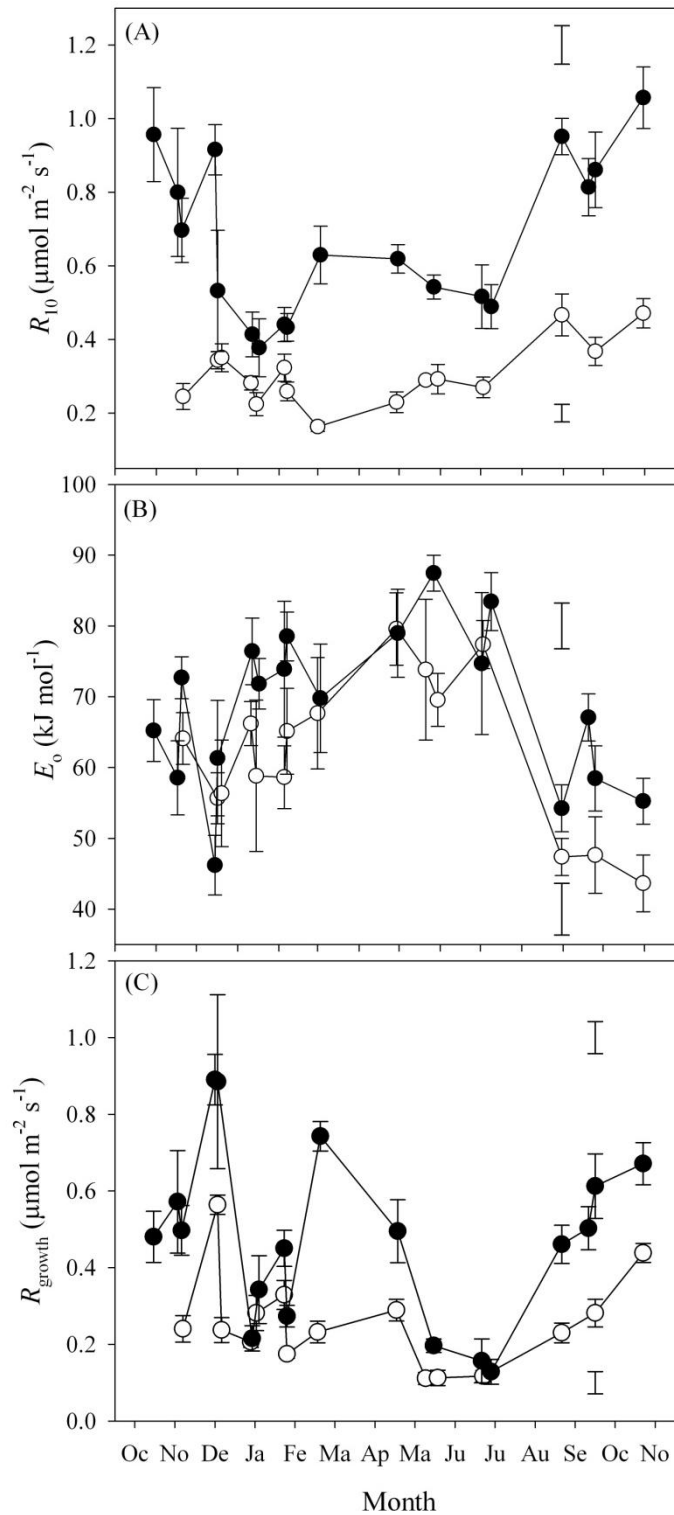 (A)
1.2
1.0
0.8
0.6
0.4
0.2
R₁₀ (µmol m⁻² s⁻¹)
(B)
100
90
80
70
60
50
40
Eₒ (kJ mol⁻¹)
(C)
1.2
1.0
0.8
0.6
0.4
0.2
0.0
R growth (µmol m⁻² s⁻¹)
Oc No De Ja Fe Ma Ap Ma Ju Ju Au Se Oc No
Month